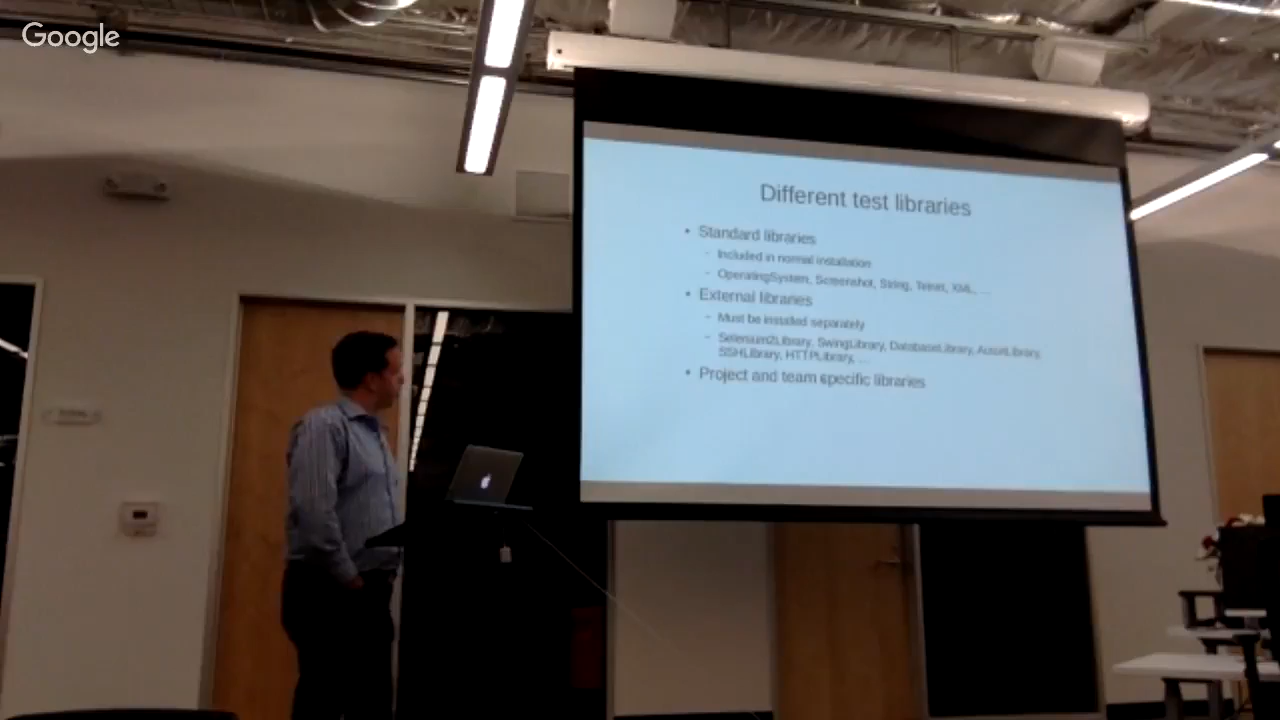 Google
Different test libraries
• Standard libraries
– Included in normal installation
– OperatingSystem, Screenshot, String, Telnet, XML, ...
• External libraries
– Must be installed separately
– Selenium2Library, SwingLibrary, DatabaseLibrary, AutoItLibrary,
SSHLibrary, HTTPLibrary, ...
• Project and team specific libraries